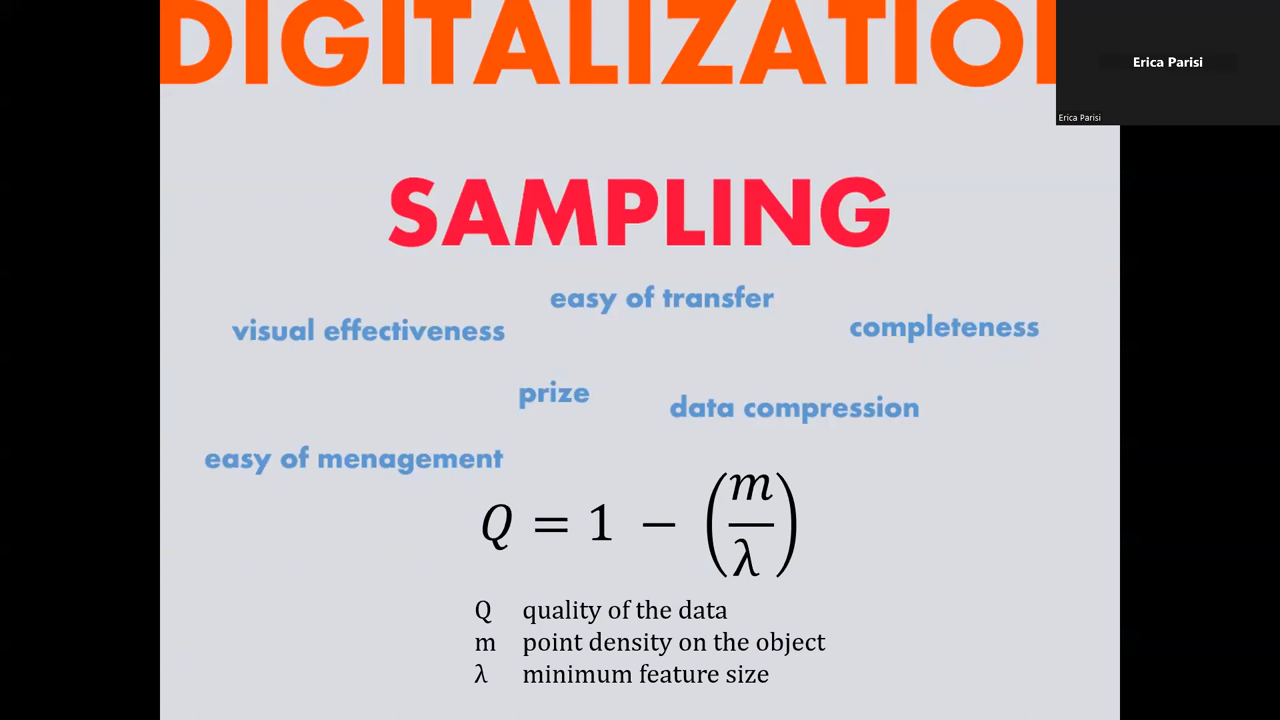 DIGITALIZATIO
Erica Parisi
Erica Parisi
SAMPLING
easy of transfer
visual effectiveness
completeness
prize
data compression
easy of menagement
Q = 1 − (m/λ)
Q quality of the data
m point density on the object
λ minimum feature size